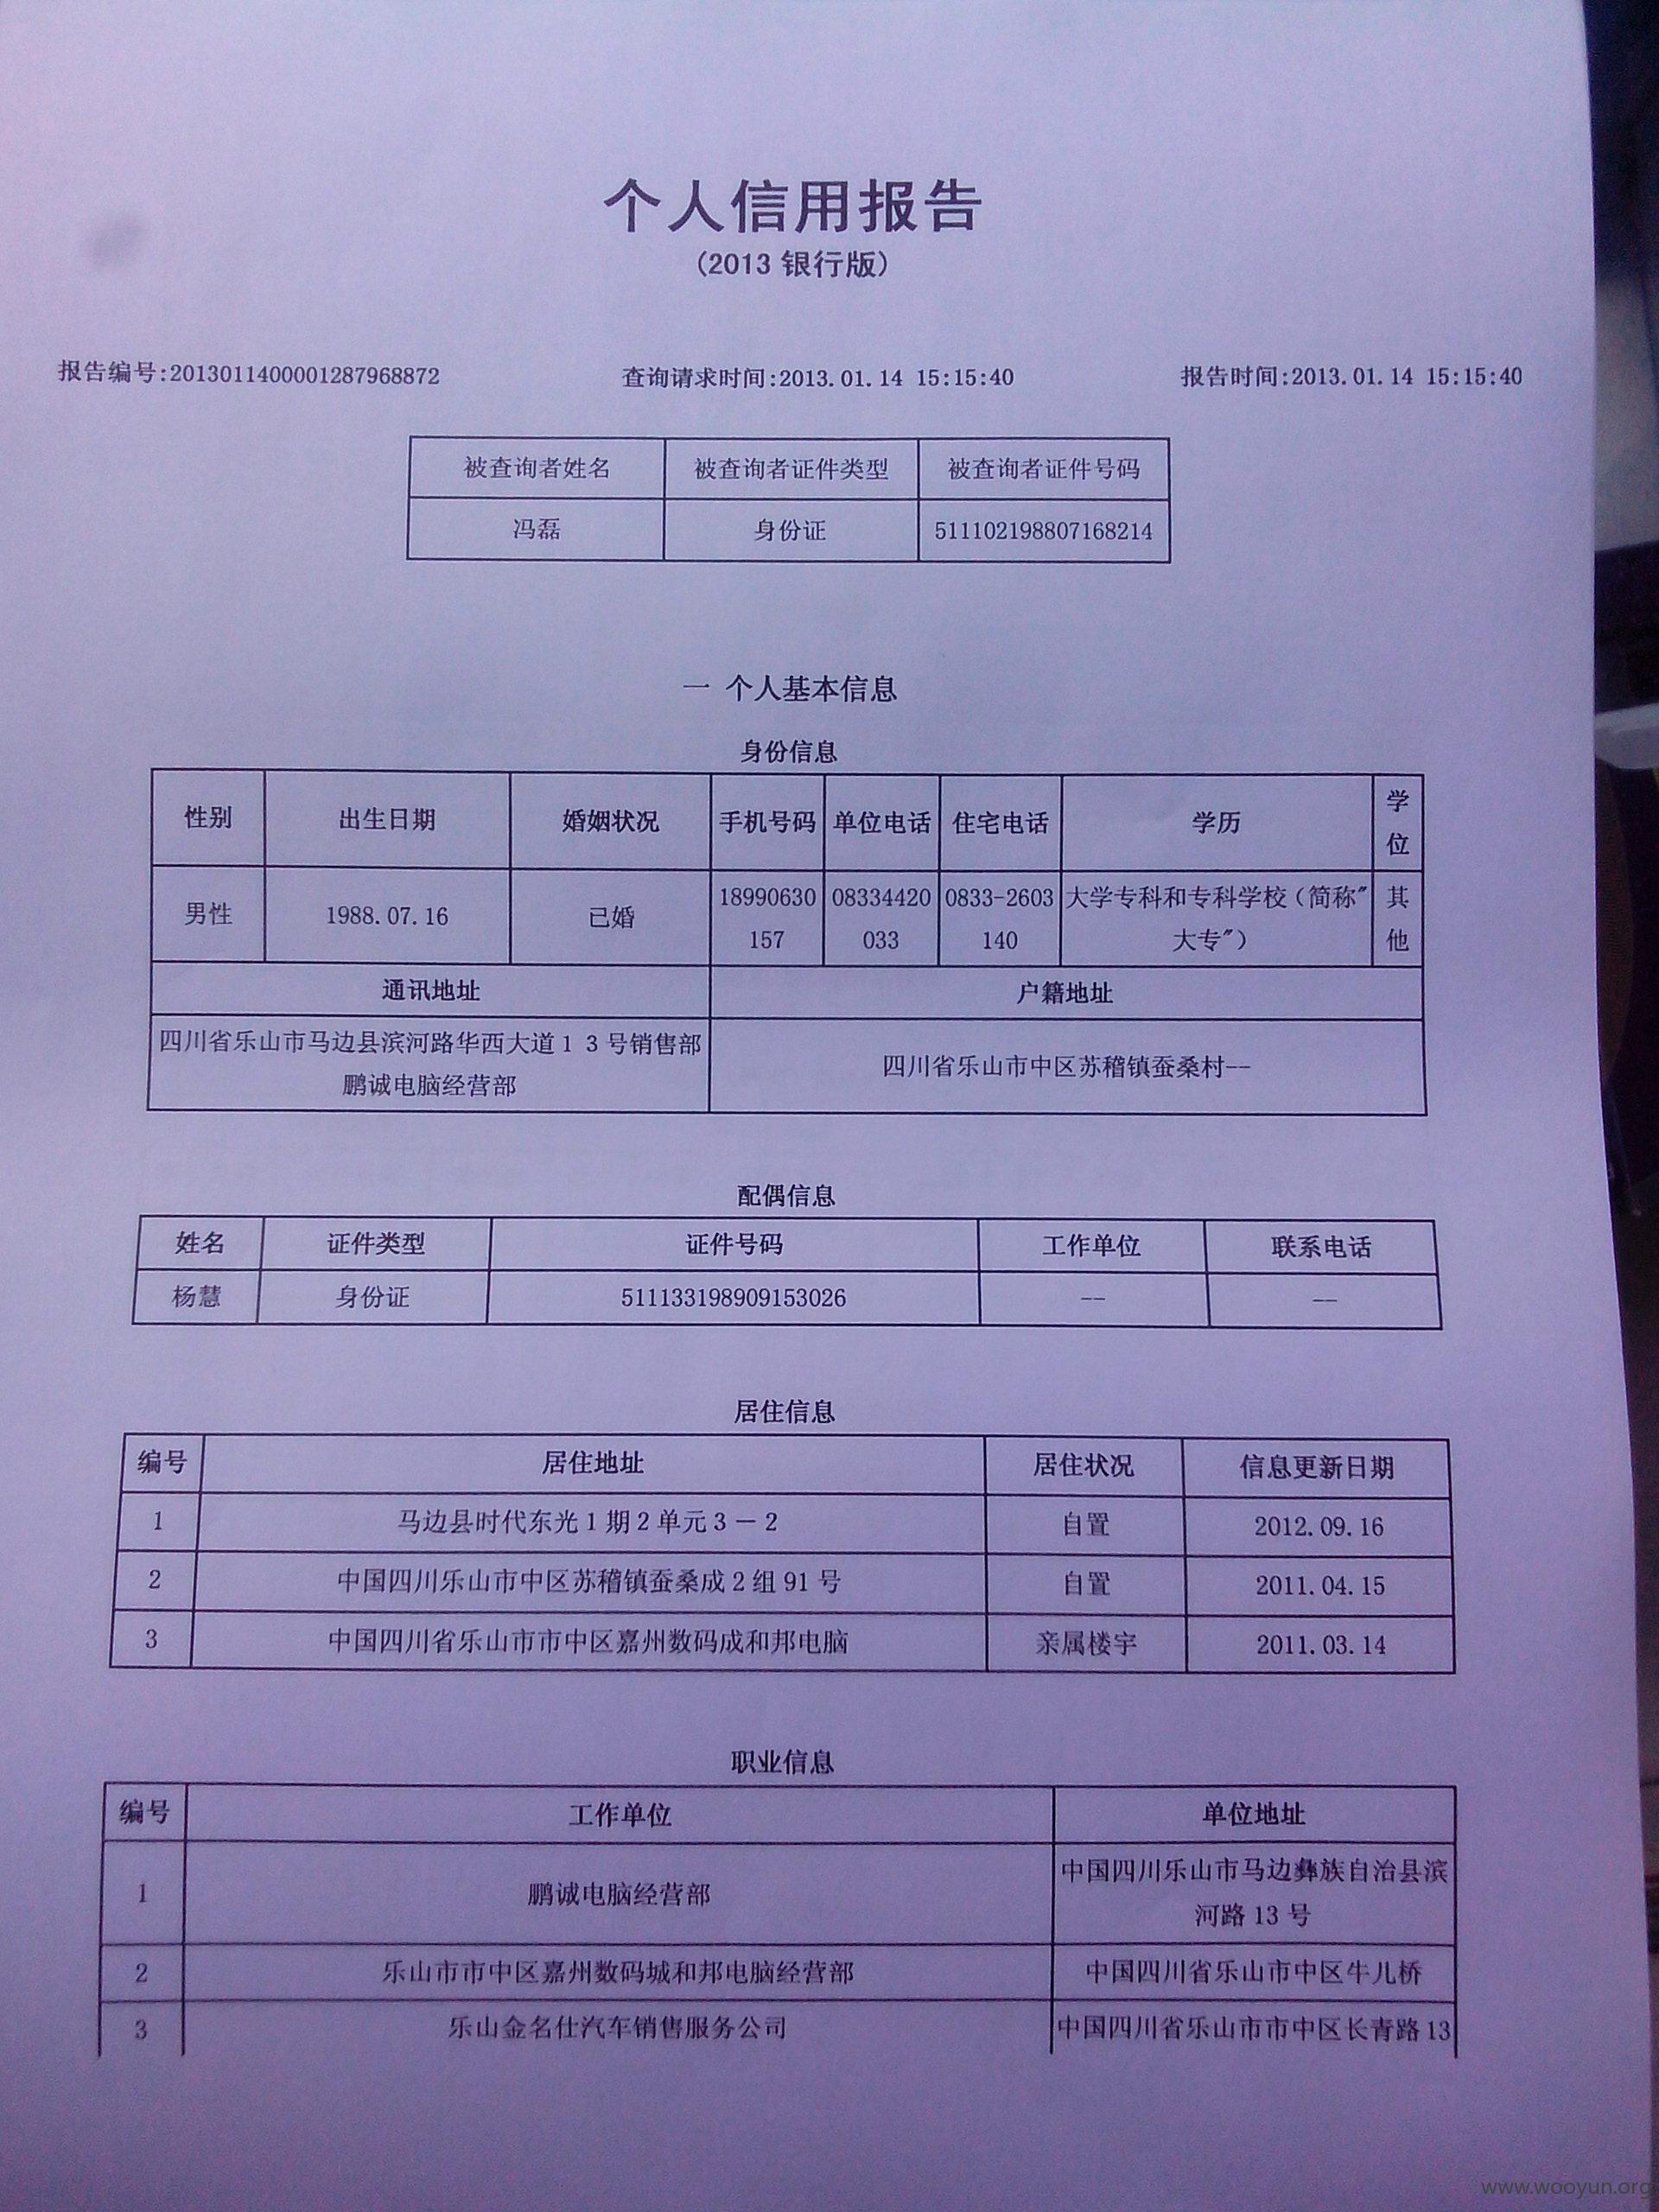 个人信用报告
(2013 银行版)
报告编号:2013011400001287968872 查询请求时间:2013.01.14 15:15:40 报告时间:2013.01.14 15:15:40
被查询者姓名 被查询者证件类型 被查询者证件号码
冯磊 身份证 511102198807168214
一 个人基本信息
身份信息
性别 出生日期 婚姻状况 手机号码 单位电话 住宅电话 学历 学位
男性 1988.07.16 已婚 18990630157 08334420033 0833-2603140 大学专科和专科学校（简称"大专"） 其他
通讯地址 户籍地址
四川省乐山市马边县滨河路华西大道１３号销售部
鹏诚电脑经营部
四川省乐山市中区苏稽镇蚕桑村--
配偶信息
姓名 证件类型 证件号码 工作单位 联系电话
杨慧 身份证 511133198909153026 -- --
居住信息
编号 居住地址 居住状况 信息更新日期
1 马边县时代东光１期２单元３－２ 自置 2012.09.16
2 中国四川乐山市中区苏稽镇蚕桑成２组 91 号 自置 2011.04.15
3 中国四川省乐山市市中区嘉州数码成和邦电脑 亲属楼宇 2011.03.14
职业信息
编号 工作单位 单位地址
1 鹏诚电脑经营部 中国四川乐山市马边彝族自治县滨
河路 13 号
2 乐山市市中区嘉州数码城和邦电脑经营部 中国四川省乐山市中区牛儿桥
3 乐山金名仕汽车销售服务公司 中国四川省乐山市市中区长青路 13
www.wooyun.org